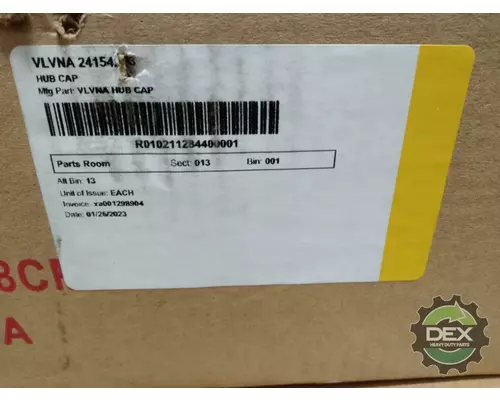 VLVNA 24154
HUB CAP
Mfg Part: VLVNA HUB CAP
R010211284400001
Parts Room Sect: 013 Bin: 001
Alt Bin: 13
Unit of Issue: EACH
Invoice: xa001298904
Date: 01/26/2023
A
DEX
HEAVY DUTY PARTS